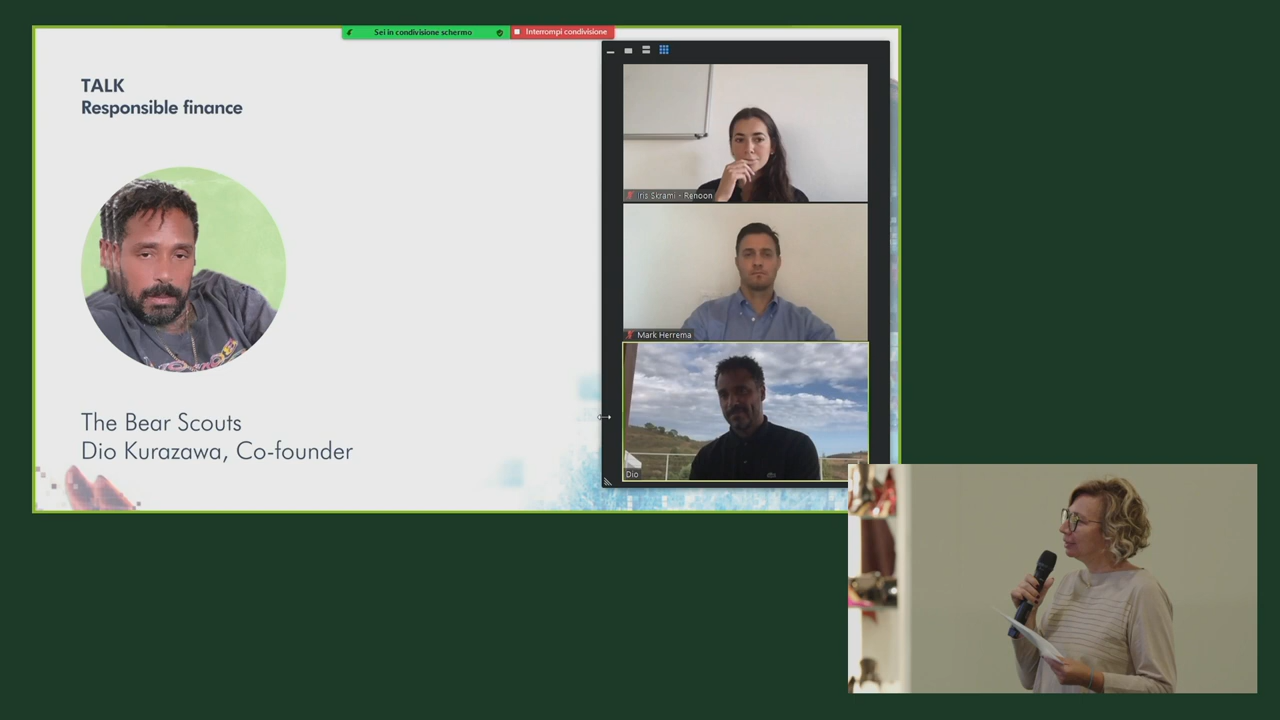 Sei in condivisione schermo
Interrompi condivisione
TALK
Responsible finance
The Bear Scouts
Dio Kurazawa, Co-founder
Iris Skrami - Renoon
Mark Herrema
Dio